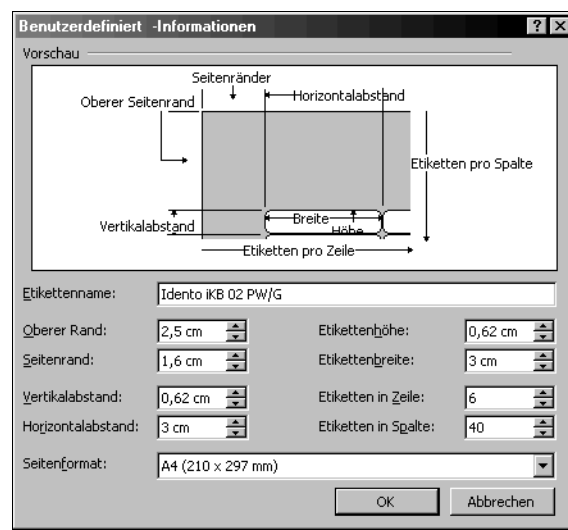 Benutzerdefiniert -Informationen
Vorschau
Seitenränder
Oberer Seitenrand
Horizontalabstand
Etiketten pro Spalte
Vertikalabstand
Breite
Höhe
Etiketten pro Zeile
Etikettenname: Idento iKB 02 PW/G
Oberer Rand: 2,5 cm Etikettenhöhe: 0,62 cm
Seitenrand: 1,6 cm Etikettenbreite: 3 cm
Vertikalabstand: 0,62 cm Etiketten in Zeile: 6
Horizontalabstand: 3 cm Etiketten in Spalte: 40
Seitenformat: A4 (210 x 297 mm)
OK Abbrechen